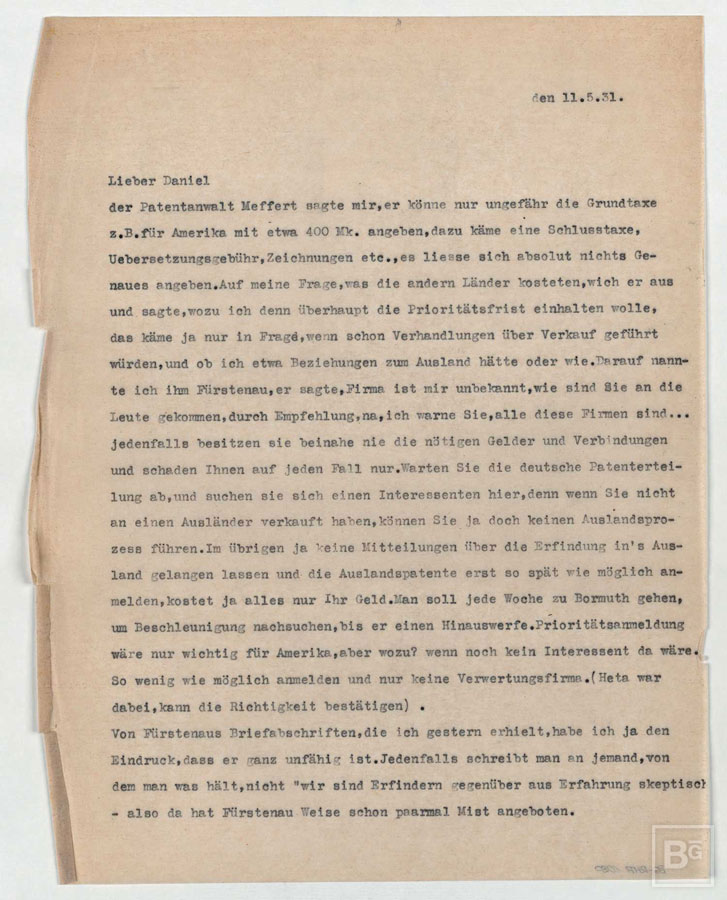 den 11.5.31.
Lieber Daniel
der Patentanwalt Meffert sagte mir,er könne nur ungefähr die Grundtaxe
z.B.für Amerika mit etwa 400 Mk. angeben,dazu käme eine Schlusstaxe,
Uebersetzungsgebühr,Zeichnungen etc.,es liesse sich absolut nichts Ge-
naues angeben.Auf meine Frage,was die andern Länder kosteten,wich er aus
und sagte,wozu ich denn überhaupt die Prioritätsfrist einhalten wolle,
das käme ja nur in Frage,wenn schon Verhandlungen über Verkauf geführt
würden,und ob ich etwa Beziehungen zum Ausland hätte oder wie.Darauf nann-
te ich ihm Fürstenau,er sagte,Firma ist mir unbekannt,wie sind Sie an die
Leute gekommen,durch Empfehlung,na,ich warne Sie,alle diese Firmen sind...
jedenfalls besitzen sie beinahe nie die nötigen Gelder und Verbindungen
und schaden Ihnen auf jeden Fall nur.Warten Sie die deutsche Patentertei-
lung ab,und suchen sie sich einen Interessenten hier,denn wenn Sie nicht
an einen Ausländer verkauft haben,können Sie ja doch keinen Auslandspro-
zess führen.Im übrigen ja keine Mitteilungen über die Erfindung in's Aus-
land gelangen lassen und die Auslandspatente erst so spät wie möglich an-
melden,kostet ja alles nur Ihr Geld.Man soll jede Woche zu Bormuth gehen,
um Beschleunigung nachsuchen,bis er einen Hinauswerfe.Prioritätsanmeldung
wäre nur wichtig für Amerika,aber wozu? wenn noch kein Interessent da wäre.
So wenig wie möglich anmelden und nur keine Verwertungsfirma.(Heta war
dabei,kann die Richtigkeit bestätigen) .
Von Fürstenaus Briefabschriften,die ich gestern erhielt,habe ich ja den
Eindruck,dass er ganz unfähig ist.Jedenfalls schreibt man an jemand,von
dem man was hält,nicht "wir sind Erfindern gegenüber aus Erfahrung skeptisch
- also da hat Fürstenau Weise schon paarmal Mist angeboten.
BG